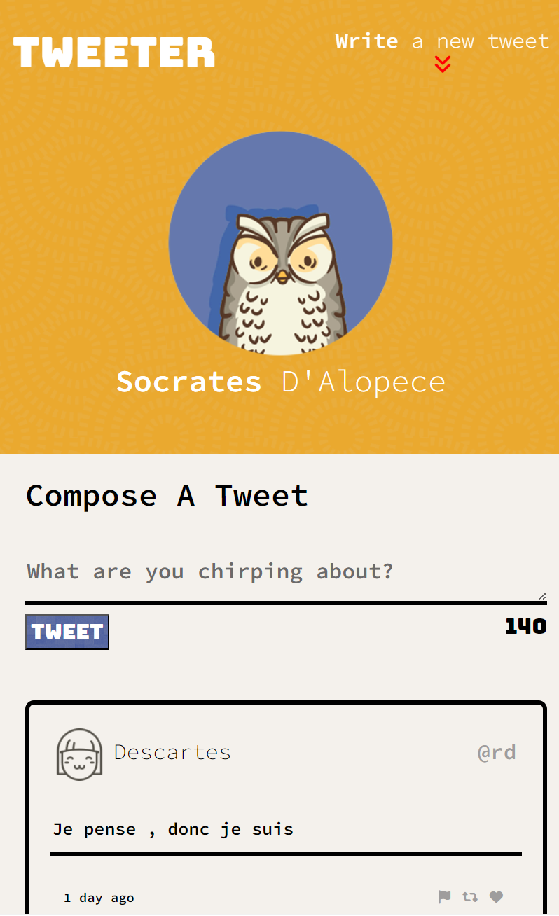 TWEETER
Write a new tweet
Socrates D'Alopece
Compose A Tweet
What are you chirping about?
TWEET
140
Descartes
@rd
Je pense , donc je suis
1 day ago